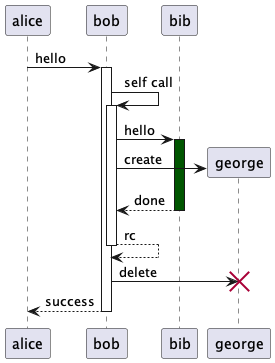 alice bob bib
hello
self call
hello
create
george
done
rc
delete
success
alice bob bib george